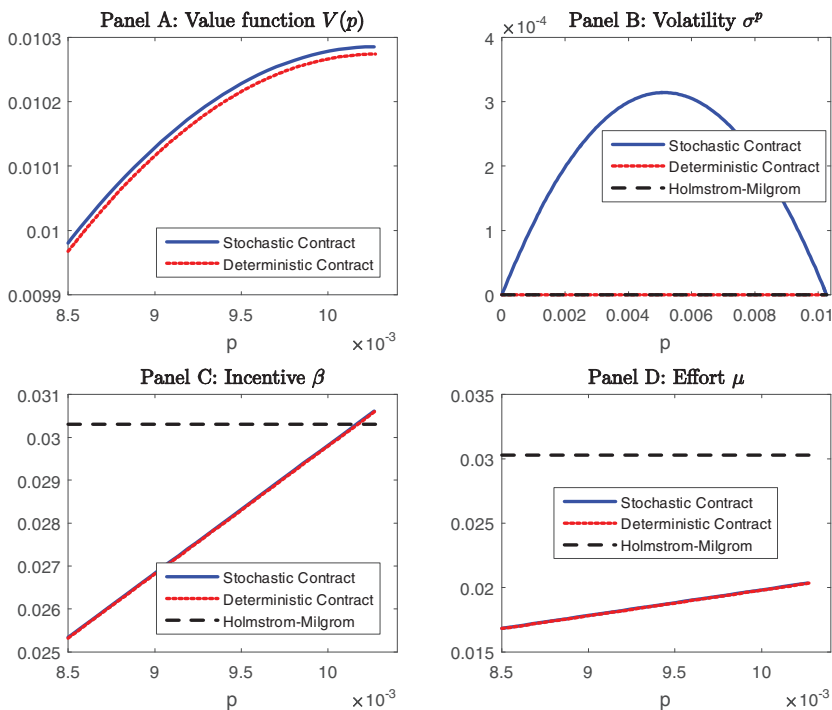 Panel A: Value function V(p)
0.0103
0.0102
0.0101
0.01
0.0099
Stochastic Contract
Deterministic Contract
8.5
9
9.5
10
×10⁻³
p
Panel B: Volatility σᵖ
×10⁻⁴
4
3
2
1
0
Stochastic Contract
Deterministic Contract
Holmstrom-Milgrom
0
0.002
0.004
0.006
0.008
0.01
p
Panel C: Incentive β
0.031
0.03
0.029
0.028
0.027
0.026
0.025
Stochastic Contract
Deterministic Contract
Holmstrom-Milgrom
8.5
9
9.5
10
×10⁻³
p
Panel D: Effort μ
0.035
0.03
0.025
0.02
0.015
Stochastic Contract
Deterministic Contract
Holmstrom-Milgrom
8.5
9
9.5
10
×10⁻³
p